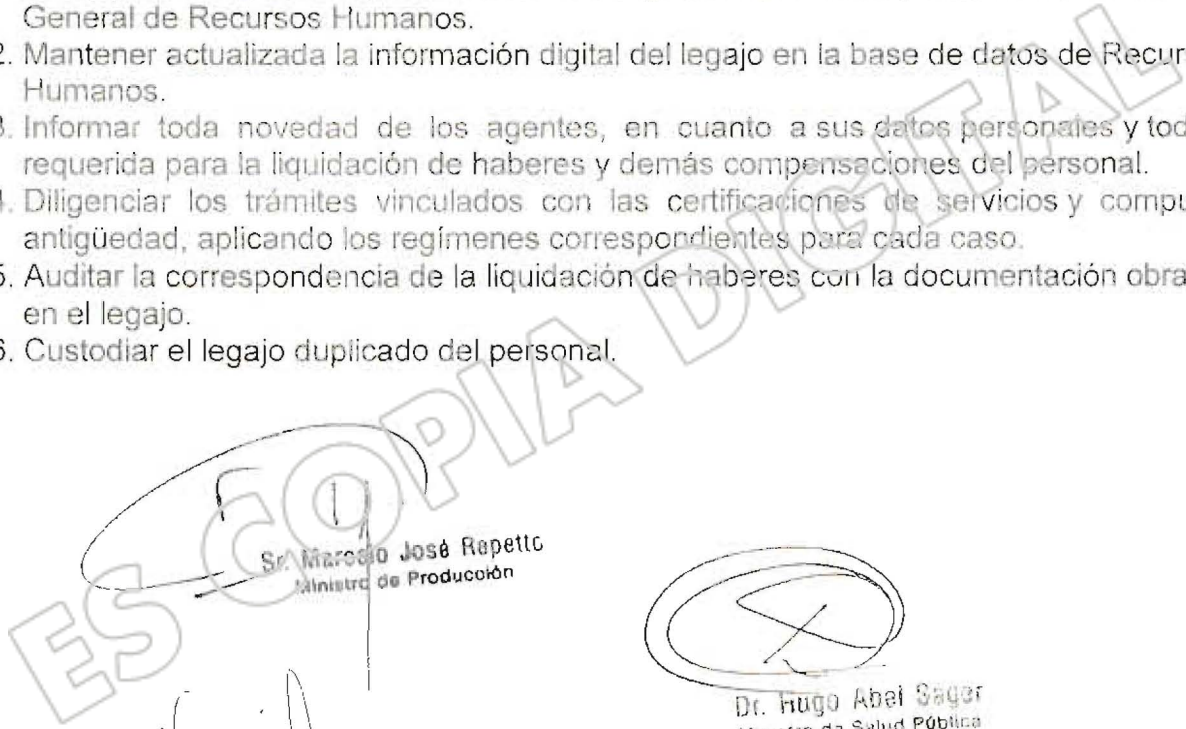 General de Recursos Humanos.
2. Mantener actualizada la información digital del legajo en la base de datos de Recur
Humanos.
3. Informar toda novedad de los agentes, en cuanto a sus datos personales y tod
requerida para la liquidación de haberes y demás compensaciones del personal.
4. Diligenciar los trámites vinculados con las certificaciones de servicios y compu
antigüedad, aplicando los regímenes correspondientes para cada caso.
5. Auditar la correspondencia de la liquidación de haberes con la documentación obra
en el legajo.
6. Custodiar el legajo duplicado del personal.
ES COPIA DIGITAL
Sr. Marcelo José Repetto
Ministro de Producción
Dr. Hugo Abel Sager
Ministro de Salud Pública